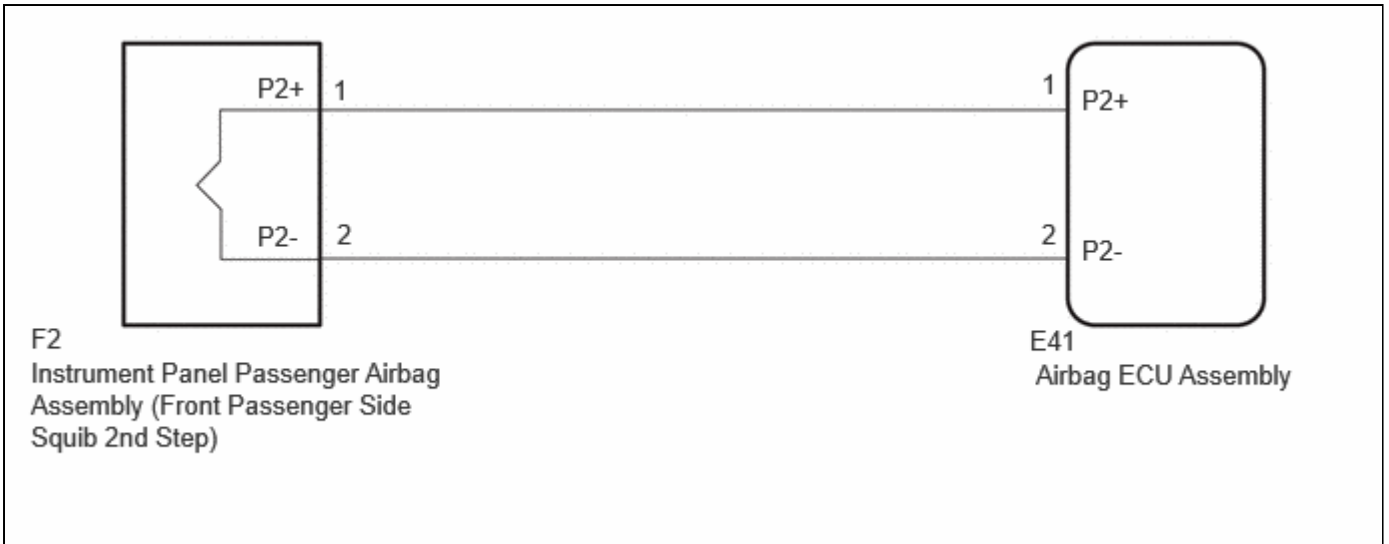 P2+ 1
1 P2+
P2- 2
2 P2-
F2
Instrument Panel Passenger Airbag
Assembly (Front Passenger Side
Squib 2nd Step)
E41
Airbag ECU Assembly